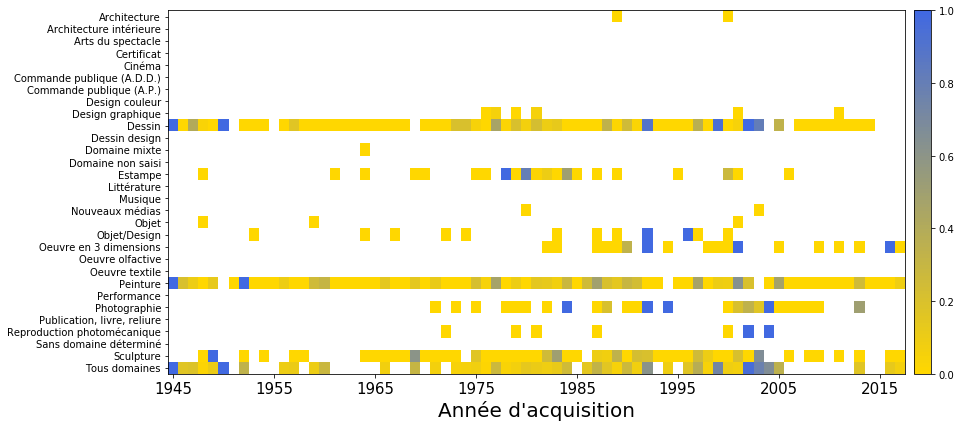 Architecture
Architecture intérieure
Arts du spectacle
Certificat
Cinéma
Commande publique (A.D.D.)
Commande publique (A.P.)
Design couleur
Design graphique
Dessin
Dessin design
Domaine mixte
Domaine non saisi
Estampe
Littérature
Musique
Nouveaux médias
Objet
Objet/Design
Oeuvre en 3 dimensions
Oeuvre olfactive
Oeuvre textile
Peinture
Performance
Photographie
Publication, livre, reliure
Reproduction photomécanique
Sans domaine déterminé
Sculpture
Tous domaines
1945 1955 1965 1975 1985 1995 2005 2015
Année d'acquisition
1.0
0.8
0.6
0.4
0.2
0.0